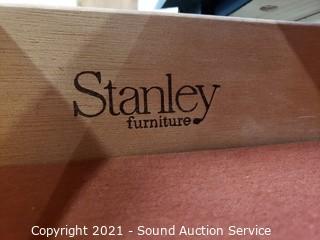 Stanley
furniture
Copyright 2021 - Sound Auction Service